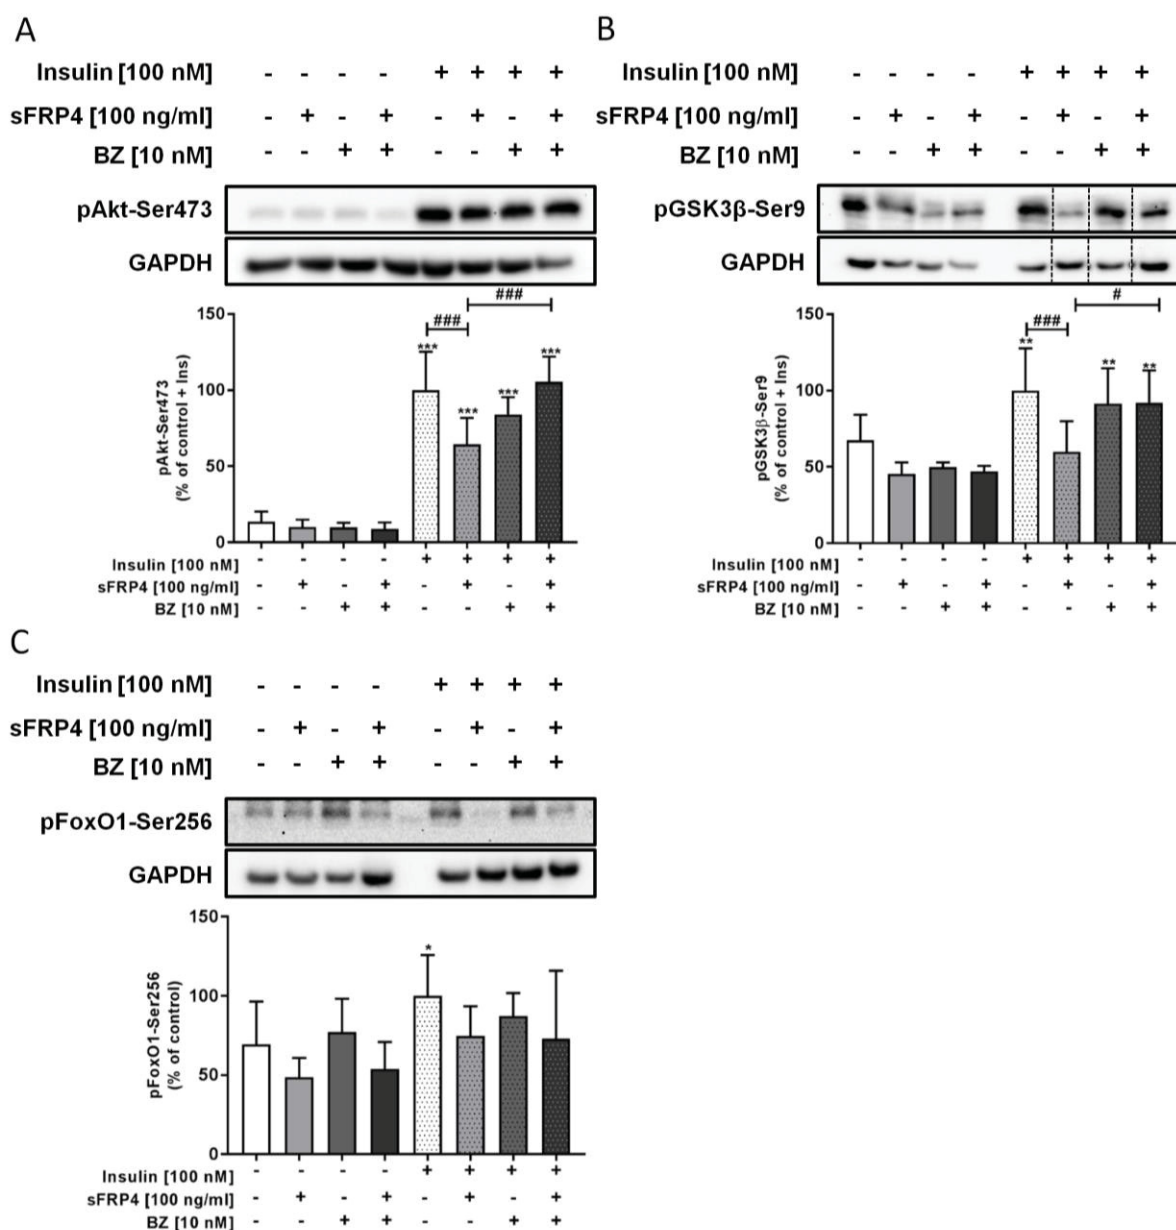 A
Insulin [100 nM] - - - - + + + +
sFRP4 [100 ng/ml] - + - + - + - +
BZ [10 nM] - - + + - - + +
pAkt-Ser473
GAPDH
### ###
150
100
50
0
pAkt-Ser473
(% of control + Ins)
*** *** *** ***
Insulin [100 nM] - - - - + + + +
sFRP4 [100 ng/ml] - + - + - + - +
BZ [10 nM] - - + + - - + +
B
Insulin [100 nM] - - - - + + + +
sFRP4 [100 ng/ml] - + - + - + - +
BZ [10 nM] - - + + - - + +
pGSK3β-Ser9
GAPDH
### #
150
100
50
0
pGSK3β-Ser9
(% of control + Ins)
** ** **
Insulin [100 nM] - - - - + + + +
sFRP4 [100 ng/ml] - + - + - + - +
BZ [10 nM] - - + + - - + +
C
Insulin [100 nM] - - - - + + + +
sFRP4 [100 ng/ml] - + - + - + - +
BZ [10 nM] - - + + - - + +
pFoxO1-Ser256
GAPDH
150
100
50
0
pFoxO1-Ser256
(% of control)
*
Insulin [100 nM] - - - - + + + +
sFRP4 [100 ng/ml] - + - + - + - +
BZ [10 nM] - - + + - - + +